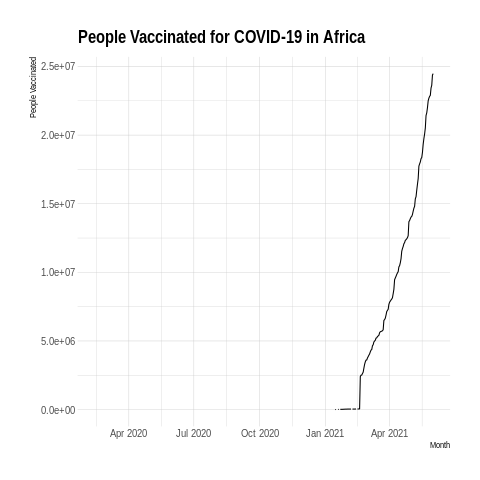 People Vaccinated for COVID-19 in Africa
People Vaccinated
2.5e+07
2.0e+07
1.5e+07
1.0e+07
5.0e+06
0.0e+00
Apr 2020 Jul 2020 Oct 2020 Jan 2021 Apr 2021
Month